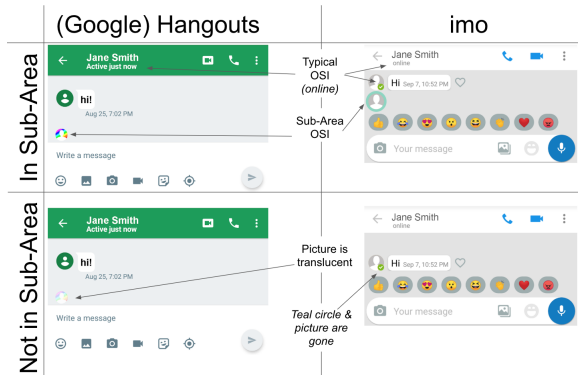 (Google) Hangouts
imo
In Sub-Area
Jane Smith
Active just now
hi!
Aug 25, 7:02 PM
Write a message
Typical
OSI
(online)
Sub-Area
OSI
Jane Smith
online
Hi Sep 7, 10:52 PM
Your message
Not in Sub-Area
Jane Smith
Active just now
hi!
Aug 25, 7:02 PM
Write a message
Picture is
translucent
Teal circle &
picture are
gone
Jane Smith
online
Hi Sep 7, 10:52 PM
Your message